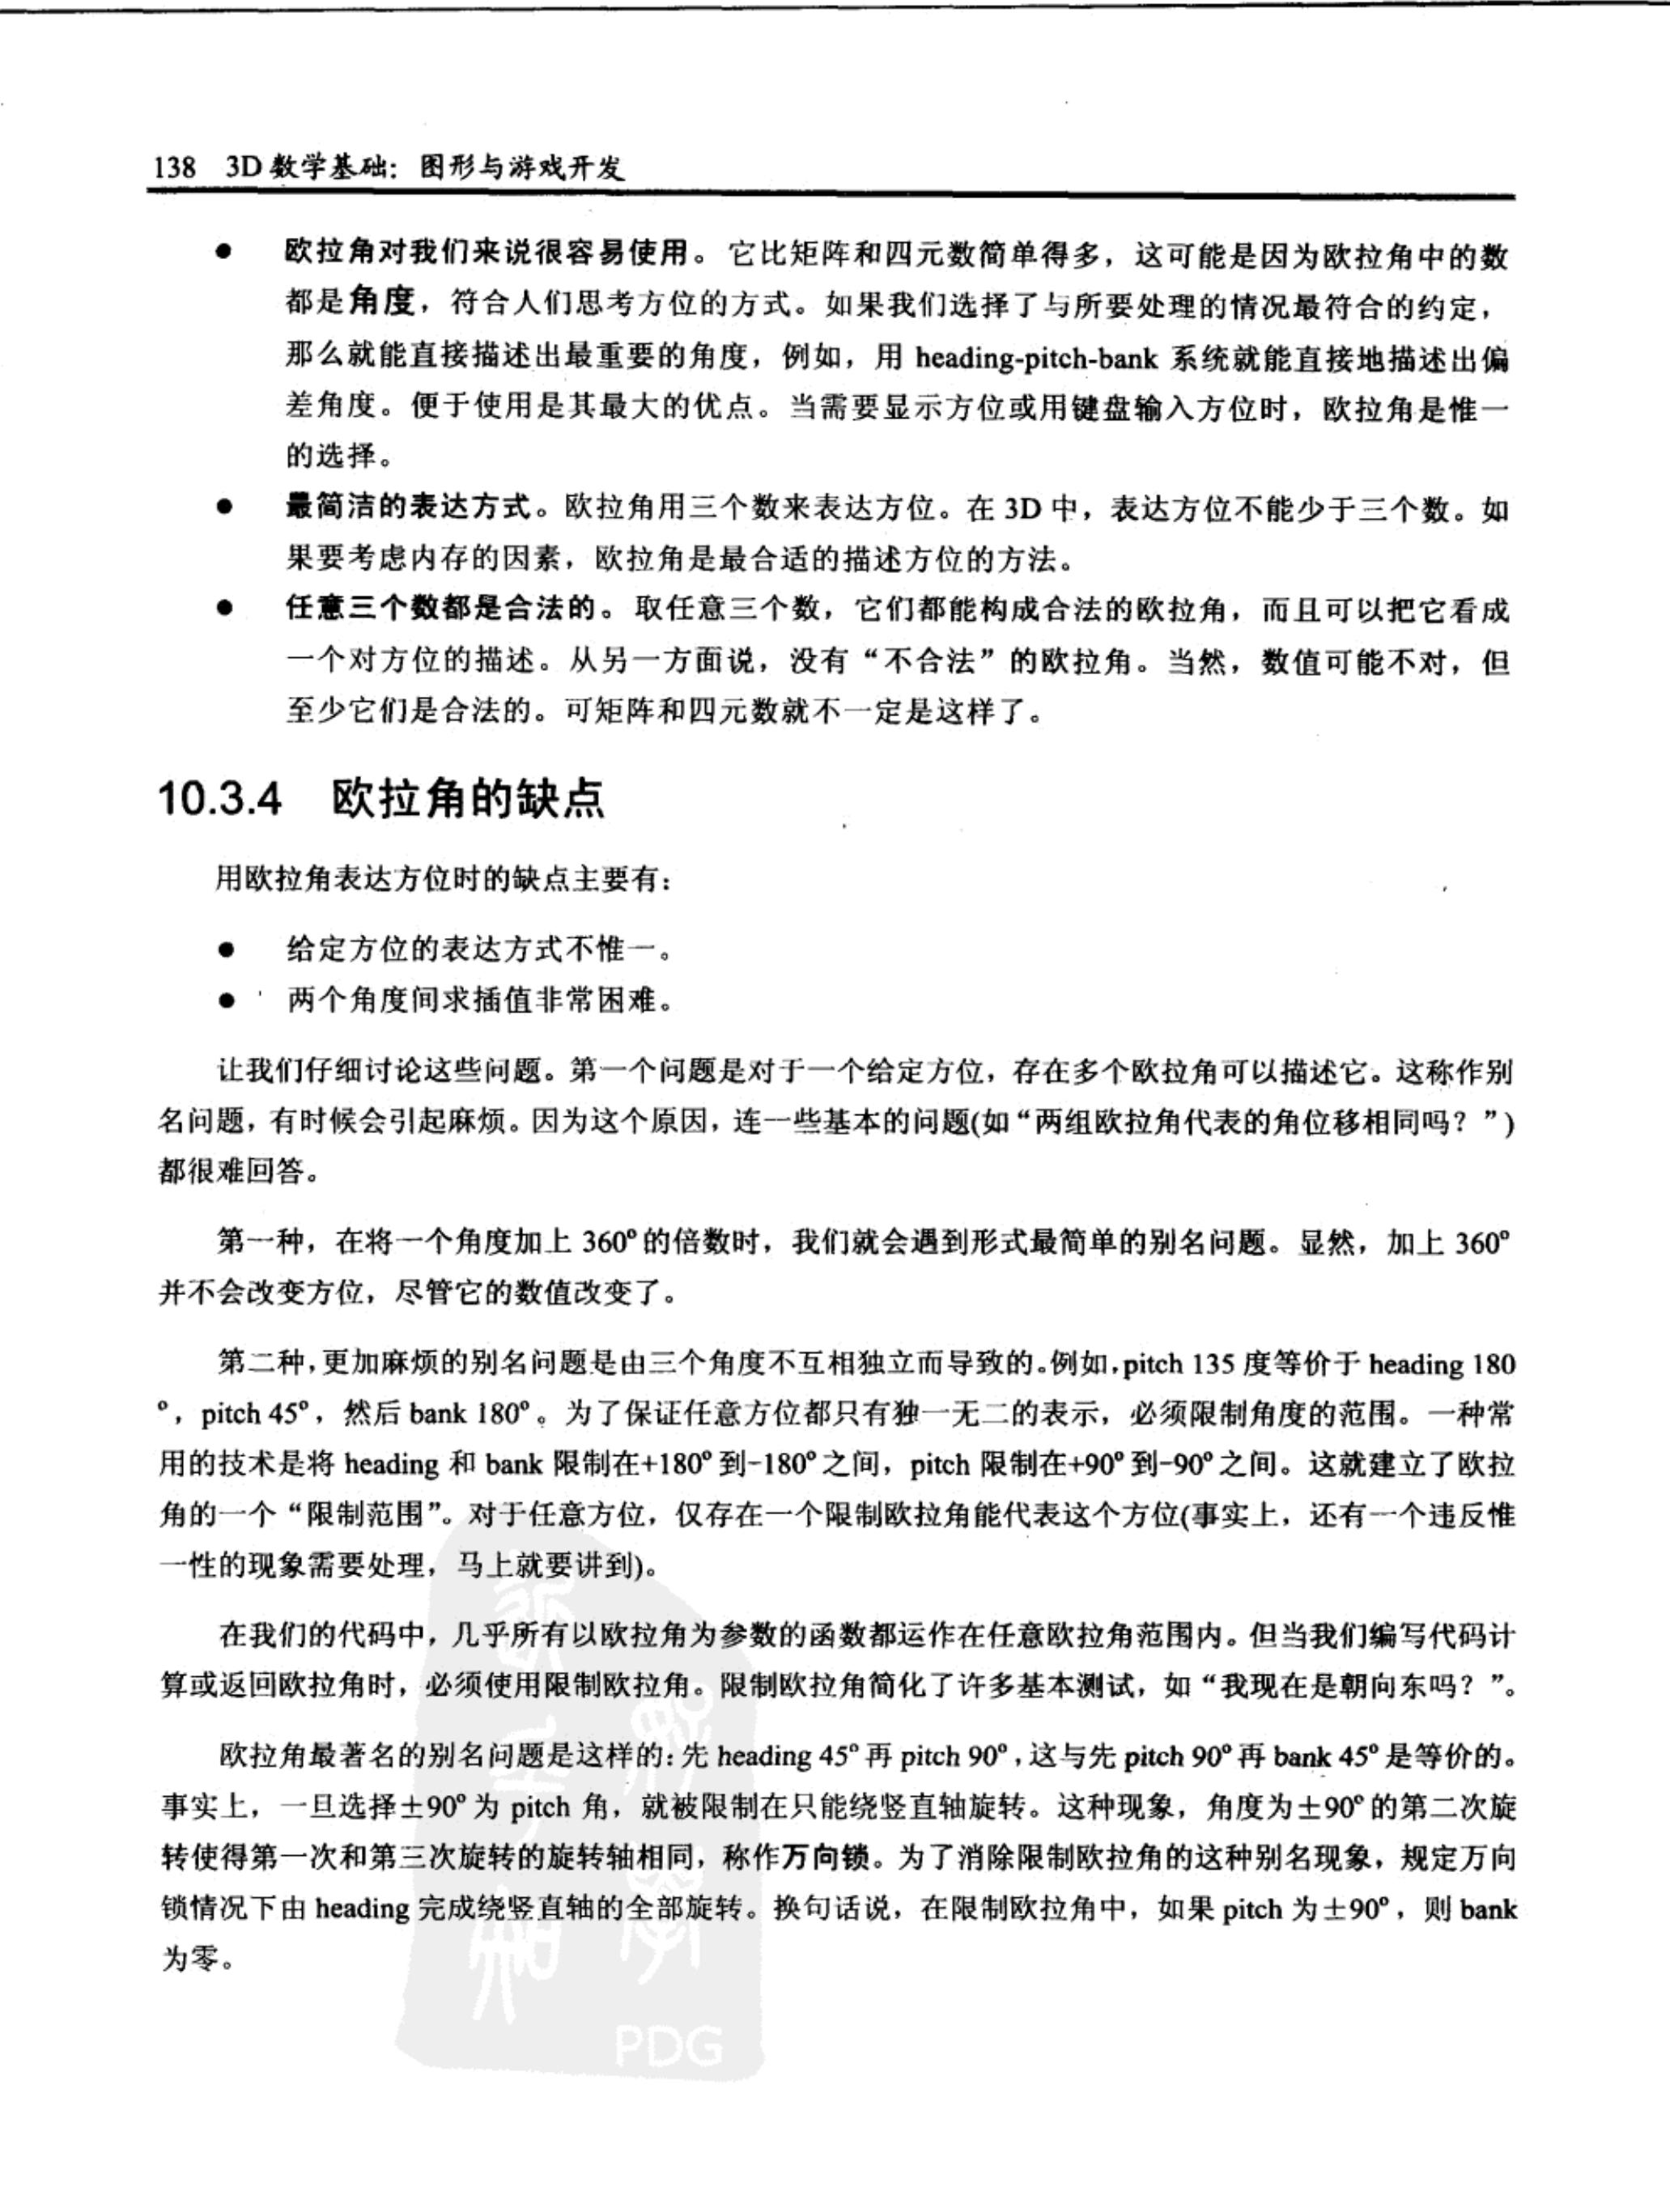 138 3D数学基础：图形与游戏开发
● 欧拉角对我们来说很容易使用。它比矩阵和四元数简单得多，这可能是因为欧拉角中的数
都是角度，符合人们思考方位的方式。如果我们选择了与所要处理的情况最符合的约定，
那么就能直接描述出最重要的角度，例如，用 heading-pitch-bank 系统就能直接地描述出偏
差角度。便于使用是其最大的优点。当需要显示方位或用键盘输入方位时，欧拉角是惟一
的选择。
● 最简洁的表达方式。欧拉角用三个数来表达方位。在 3D 中，表达方位不能少于三个数。如
果要考虑内存的因素，欧拉角是最合适的描述方位的方法。
● 任意三个数都是合法的。取任意三个数，它们都能构成合法的欧拉角，而且可以把它看成
一个对方位的描述。从另一方面说，没有“不合法”的欧拉角。当然，数值可能不对，但
至少它们是合法的。可矩阵和四元数就不一定是这样了。
10.3.4 欧拉角的缺点
用欧拉角表达方位时的缺点主要有：
● 给定方位的表达方式不惟一。
● 两个角度间求插值非常困难。
让我们仔细讨论这些问题。第一个问题是对于一个给定方位，存在多个欧拉角可以描述它。这称作别
名问题，有时候会引起麻烦。因为这个原因，连一些基本的问题(如“两组欧拉角代表的角位移相同吗？”)
都很难回答。
第一种，在将一个角度加上 360º 的倍数时，我们就会遇到形式最简单的别名问题。显然，加上 360º
并不会改变方位，尽管它的数值改变了。
第二种，更加麻烦的别名问题是由三个角度不互相独立而导致的。例如，pitch 135 度等价于 heading 180
º，pitch 45º，然后 bank 180º。为了保证任意方位都只有独一无二的表示，必须限制角度的范围。一种常
用的技术是将 heading 和 bank 限制在+180º 到-180º 之间，pitch 限制在+90º 到-90º 之间。这就建立了欧拉
角的一个“限制范围”。对于任意方位，仅存在一个限制欧拉角能代表这个方位(事实上，还有一个违反惟
一性的现象需要处理，马上就要讲到)。
在我们的代码中，几乎所有以欧拉角为参数的函数都运作在任意欧拉角范围内。但当我们编写代码计
算或返回欧拉角时，必须使用限制欧拉角。限制欧拉角简化了许多基本测试，如“我现在是朝向东吗？”。
欧拉角最著名的别名问题是这样的：先 heading 45º 再 pitch 90º，这与先 pitch 90º 再 bank 45º 是等价的。
事实上，一旦选择±90º 为 pitch 角，就被限制在只能绕竖直轴旋转。这种现象，角度为±90º 的第二次旋
转使得第一次和第三次旋转的旋转轴相同，称作万向锁。为了消除限制欧拉角的这种别名现象，规定万向
锁情况下由 heading 完成绕竖直轴的全部旋转。换句话说，在限制欧拉角中，如果 pitch 为±90º，则 bank
为零。
PDG